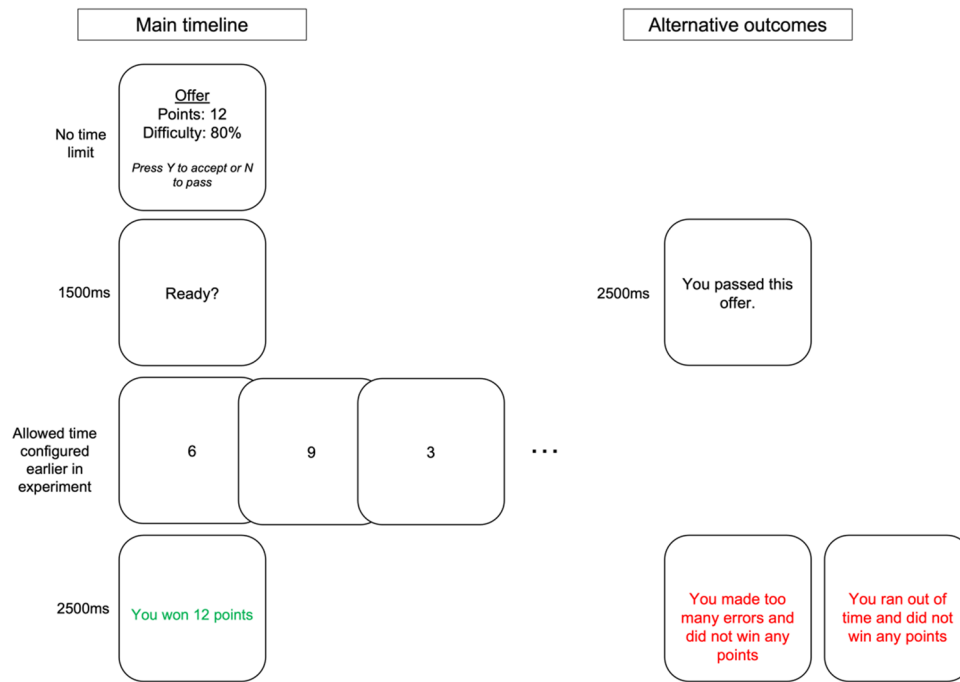 Main timeline
Alternative outcomes
No time
limit
Offer
Points: 12
Difficulty: 80%
Press Y to accept or N
to pass
1500ms
Ready?
2500ms
You passed this
offer.
Allowed time
configured
earlier in
experiment
6
9
3
...
2500ms
You won 12 points
You made too
many errors and
did not win any
points
You ran out of
time and did not
win any points